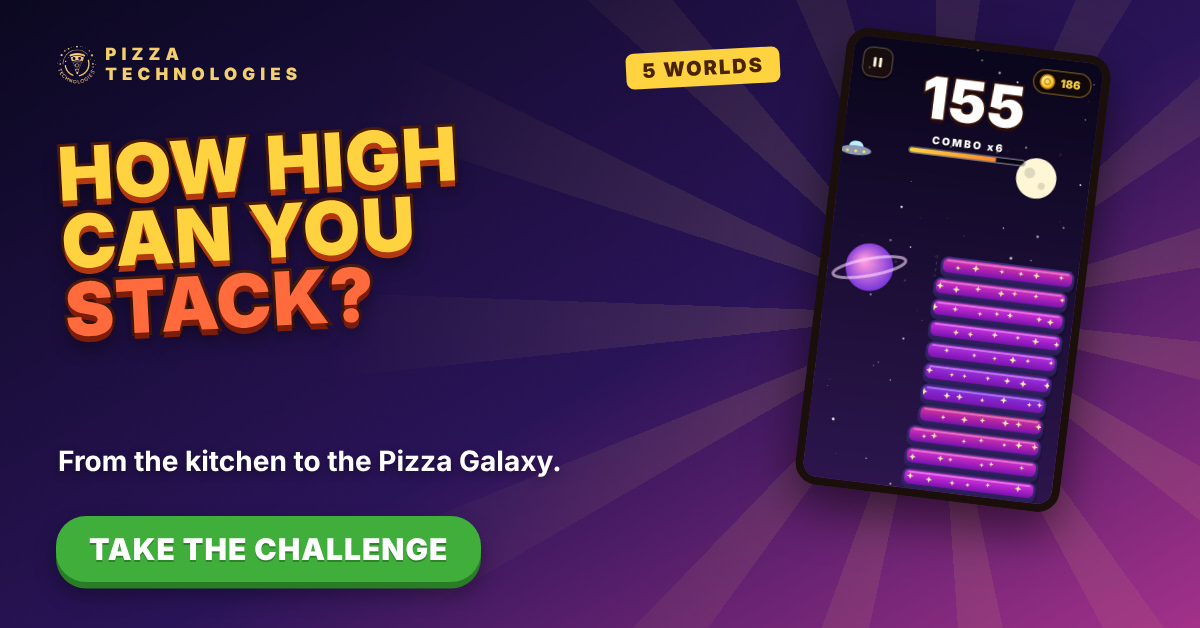 PIZZA
TECHNOLOGIES
TECHNOLOGIES
5 WORLDS
HOW HIGH
CAN YOU
STACK?
From the kitchen to the Pizza Galaxy.
TAKE THE CHALLENGE
186
155
COMBO x6